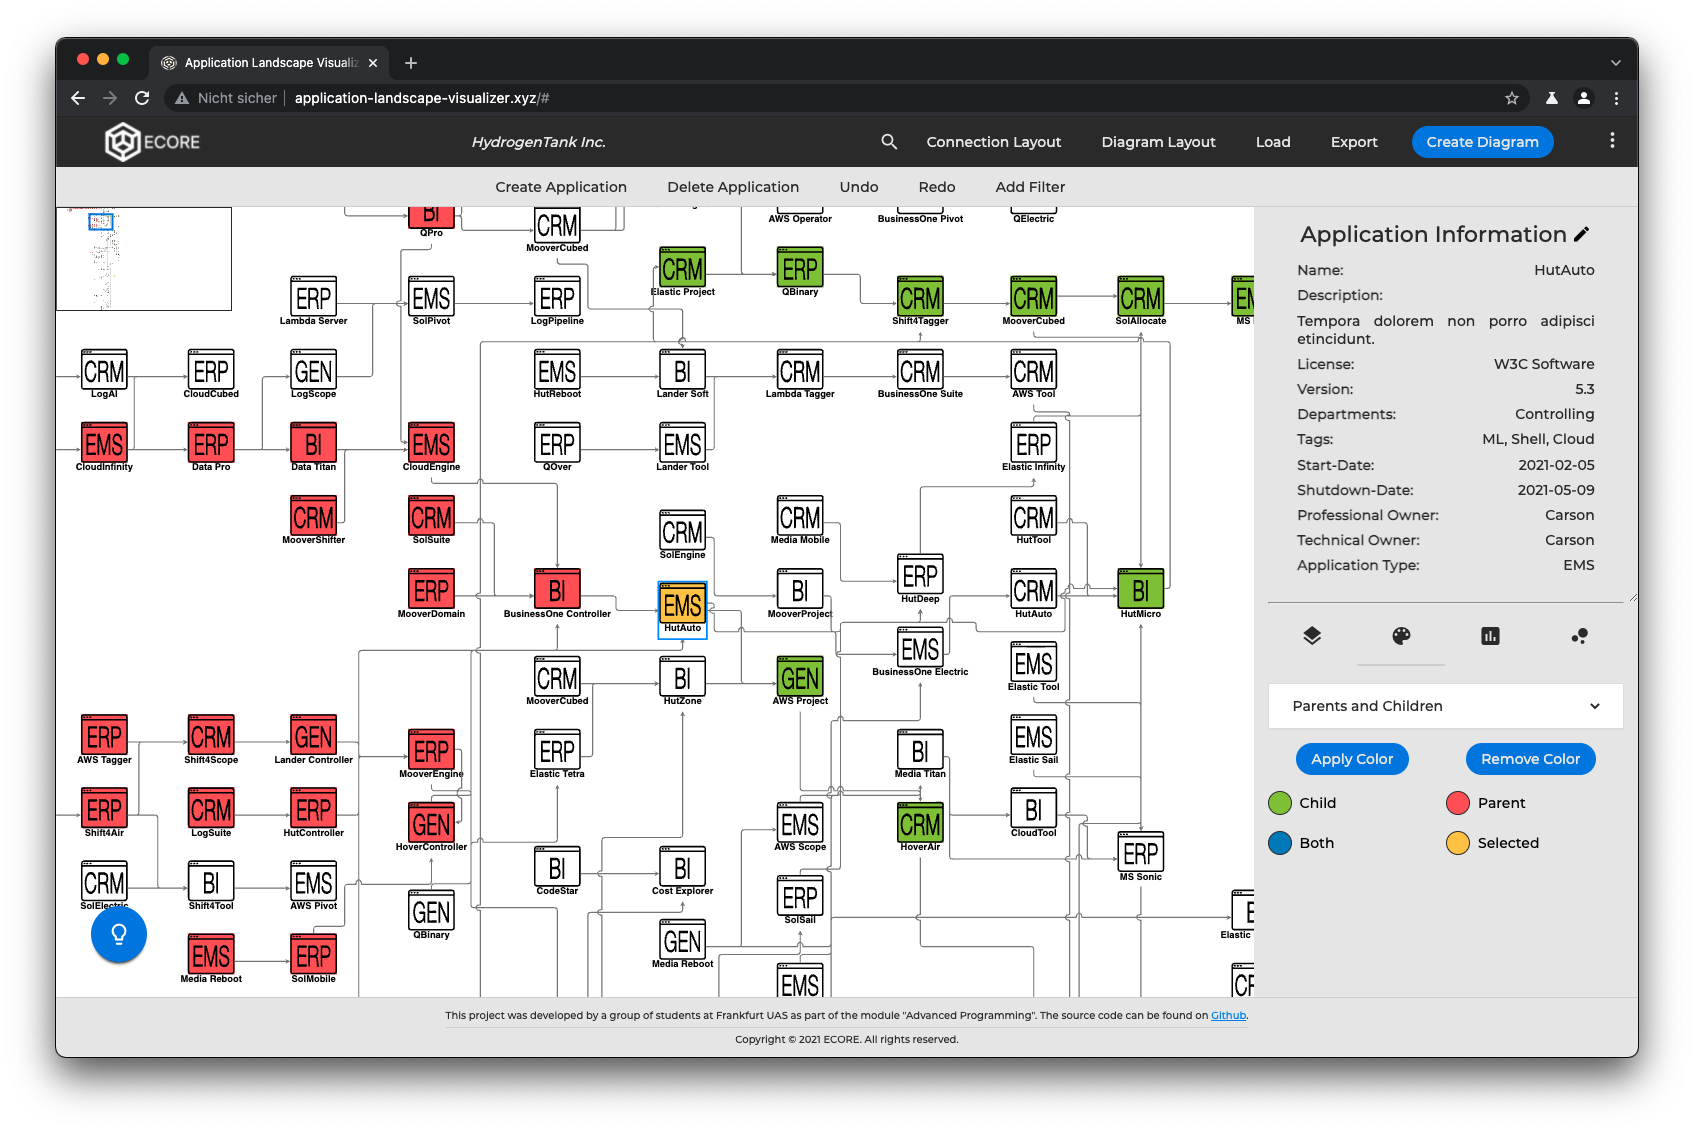 Application Landscape Visualiz
Nicht sicher
application-landscape-visualizer.xyz/#
ECORE
HydrogenTank Inc.
Connection Layout
Diagram Layout
Load
Export
Create Diagram
Create Application
Delete Application
Undo
Redo
Add Filter
BI
QPro
CRM
MooverCubed
AWS Operator
BusinessOne Pivot
QElectric
CRM
Elastic Project
ERP
QBinary
ERP
Lambda Server
EMS
SolPivot
ERP
LogPipeline
CRM
Shift4Tagger
CRM
MooverCubed
CRM
SolAllocate
CRM
LogAI
ERP
CloudCubed
GEN
LogScope
EMS
HutReboot
BI
Lander Soft
CRM
Lambda Tagger
CRM
BusinessOne Suite
CRM
AWS Tool
EMS
CloudInfinity
ERP
Data Pro
BI
Data Titan
EMS
CloudEngine
ERP
QOver
EMS
Lander Tool
ERP
Elastic Infinity
CRM
MooverShifter
CRM
SolSuite
CRM
SolEngine
CRM
Media Mobile
CRM
HutTool
ERP
MooverDomain
BI
BusinessOne Controller
EMS
HutAuto
BI
MooverProject
ERP
HutDeep
CRM
HutAuto
BI
HutMicro
CRM
MooverCubed
BI
HutZone
GEN
AWS Project
EMS
BusinessOne Electric
EMS
Elastic Tool
ERP
AWS Tagger
CRM
Shift4Scope
GEN
Lander Controller
ERP
MooverEngine
ERP
Elastic Tetra
BI
Media Titan
EMS
Elastic Sail
ERP
Shift4Air
CRM
LogSuite
ERP
HutController
GEN
HoverController
EMS
AWS Scope
CRM
HoverAir
BI
CloudTool
ERP
MS Sonic
CRM
SolElectric
BI
Shift4Tool
EMS
AWS Pivot
GEN
QBinary
BI
CodeStar
BI
Cost Explorer
ERP
SolSail
Elastic
EMS
Media Reboot
ERP
SolMobile
GEN
Media Reboot
EMS
Application Information
Name: HutAuto
Description:
Tempora dolorem non porro adipisci
etincidunt.
License: W3C Software
Version: 5.3
Departments: Controlling
Tags: ML, Shell, Cloud
Start-Date: 2021-02-05
Shutdown-Date: 2021-05-09
Professional Owner: Carson
Technical Owner: Carson
Application Type: EMS
Parents and Children
Apply Color
Remove Color
Child
Parent
Both
Selected
This project was developed by a group of students at Frankfurt UAS as part of the module "Advanced Programming". The source code can be found on Github.
Copyright © 2021 ECORE. All rights reserved.